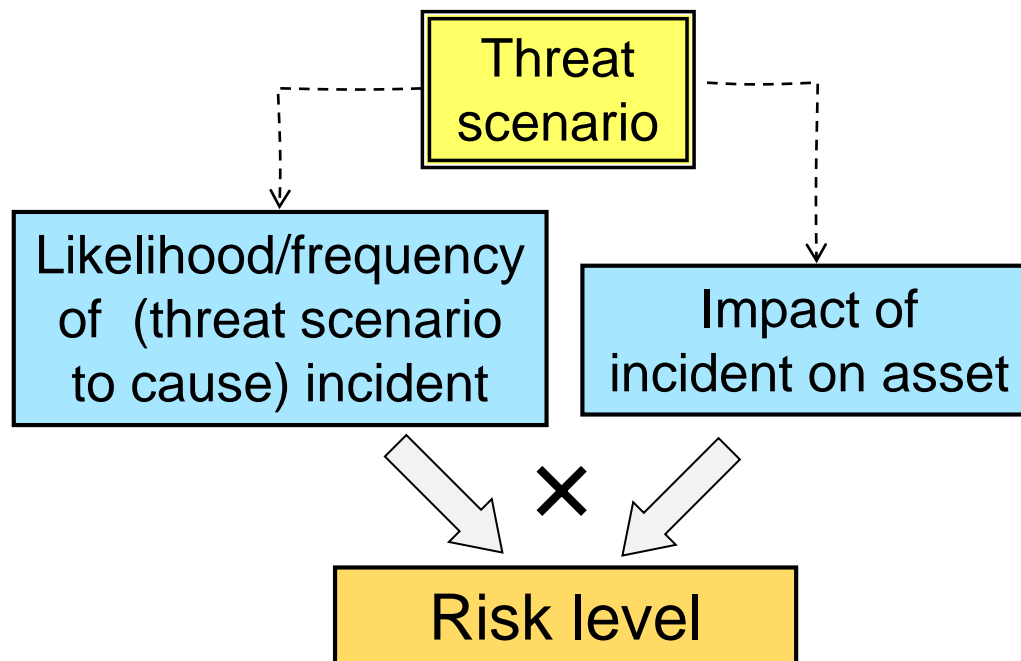 Threat
scenario
Likelihood/frequency
of (threat scenario
to cause) incident
Impact of
incident on asset
×
Risk level